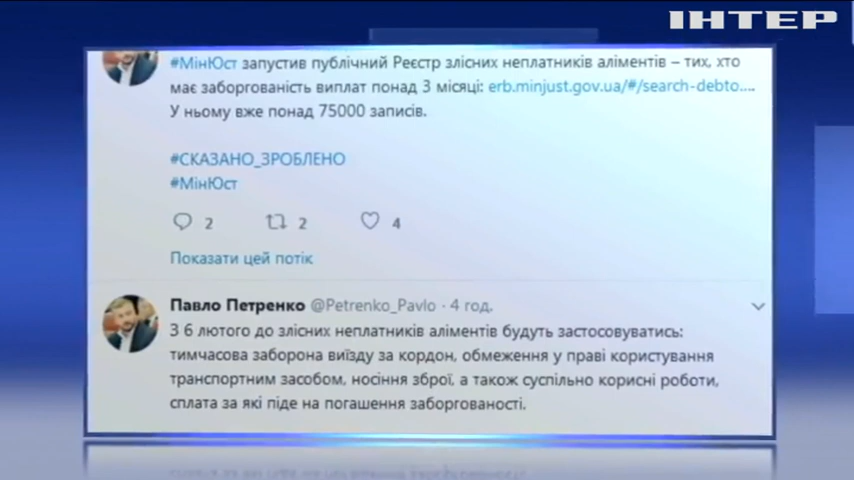 ІНТЕР
#МінЮст запустив публічний Реєстр злісних неплатників аліментів – тих, хто
має заборгованість виплат понад 3 місяці: erb.minjust.gov.ua/#/search-debto....
У ньому вже понад 75000 записів.
#СКАЗАНО_ЗРОБЛЕНО
#МінЮст
2 2 4
Показати цей потік
Павло Петренко @Petrenko_Pavlo · 4 год.
З 6 лютого до злісних неплатників аліментів будуть застосовуватись:
тимчасова заборона виїзду за кордон, обмеження у праві користування
транспортним засобом, носіння зброї, а також суспільно корисні роботи,
сплата за які піде на погашення заборгованості.